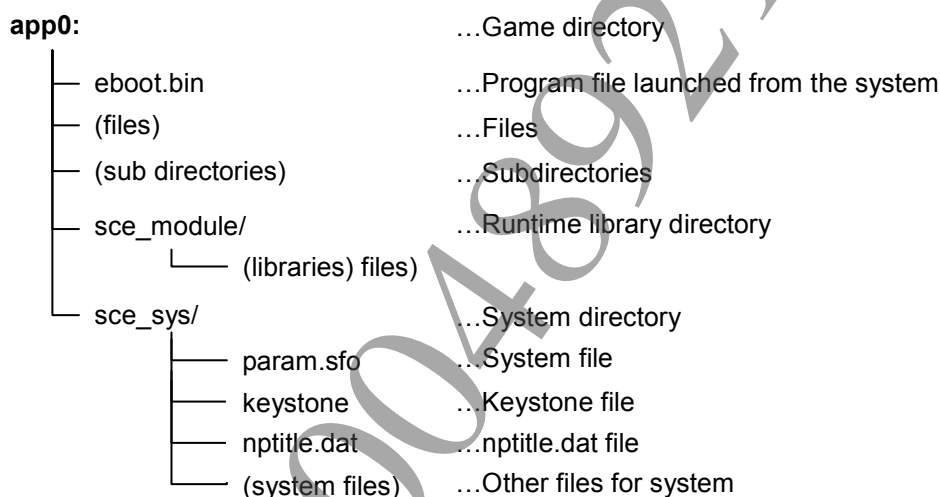 app0: …Game directory
eboot.bin …Program file launched from the system
(files) …Files
(sub directories) …Subdirectories
sce_module/ …Runtime library directory
(libraries) files)
sce_sys/ …System directory
param.sfo …System file
keystone …Keystone file
nptitle.dat …nptitle.dat file
(system files) …Other files for system